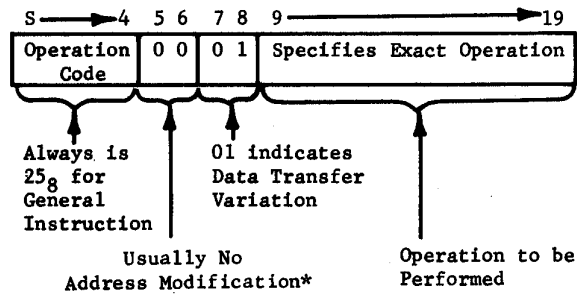 S 4 5 6 7 8 9 19
Operation Code 0 0 0 1 Specifies Exact Operation
Always is
25₈ for
General
Instruction
01 indicates
Data Transfer
Variation
Usually No
Address Modification*
Operation to be
Performed